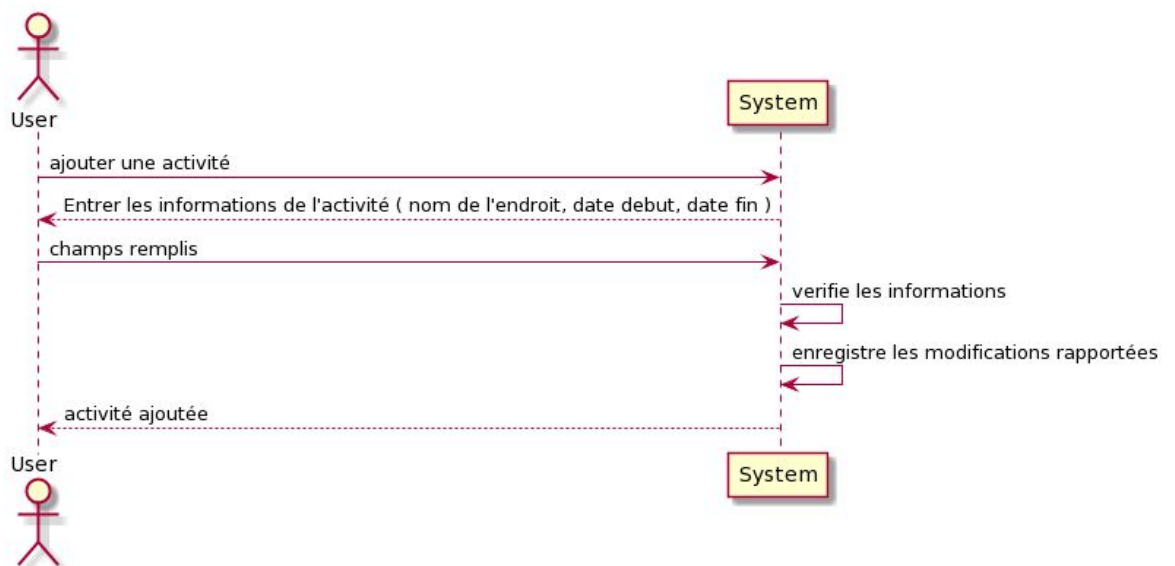 User
System
ajouter une activité
Entrer les informations de l'activité ( nom de l'endroit, date debut, date fin )
champs remplis
verifie les informations
enregistre les modifications rapportées
activité ajoutée
User
System